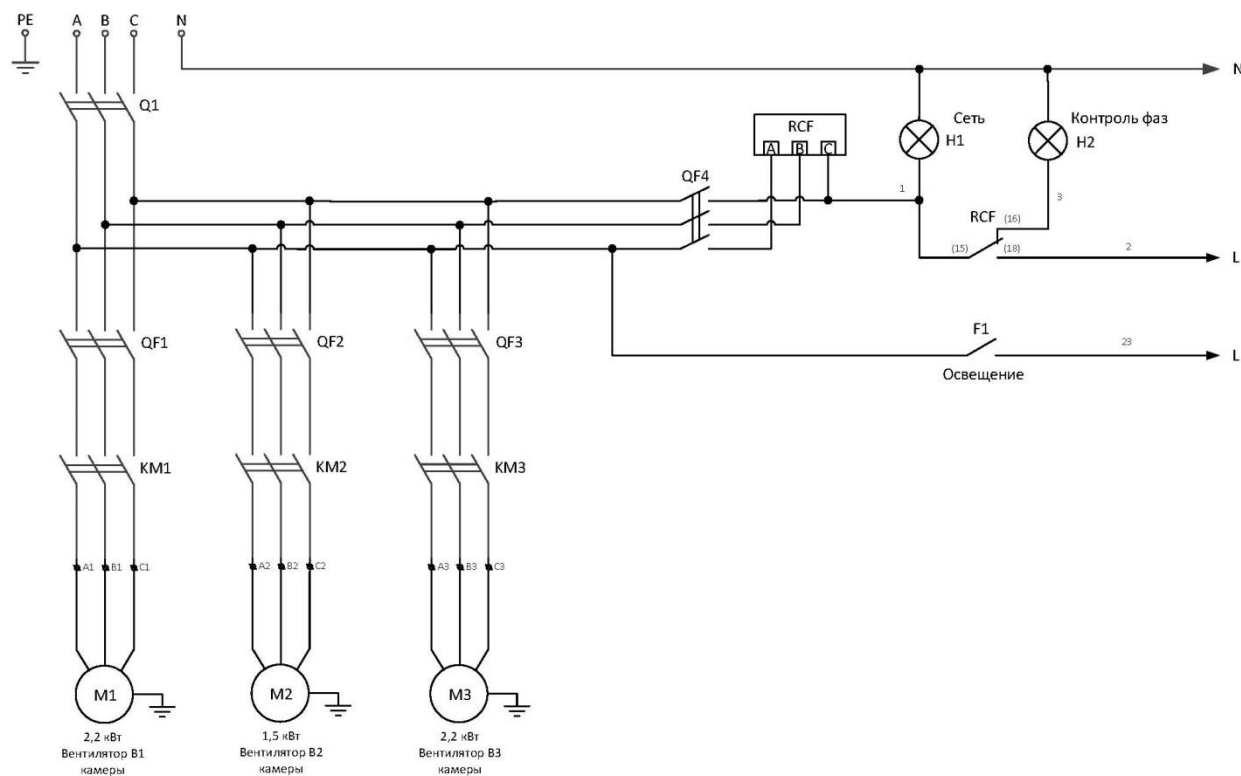 PE A B C N
N
Q1
RCF
A B C
Сеть
H1
Контроль фаз
H2
QF4
1
3
RCF
(16)
(15)
(18)
2
L
QF1
QF2
QF3
F1
23
L
Освещение
KM1
KM2
KM3
A1 B1 C1
A2 B2 C2
A3 B3 C3
M1
M2
M3
2,2 кВт
Вентилятор В1
камеры
1,5 кВт
Вентилятор В2
камеры
2,2 кВт
Вентилятор В3
камеры